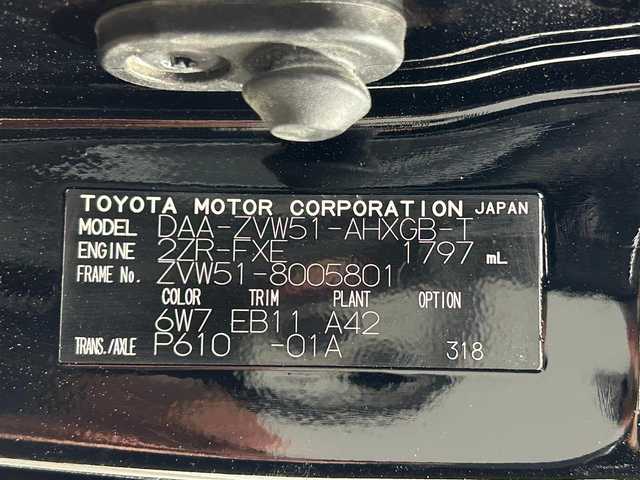 TOYOTA MOTOR CORPORATION JAPAN
MODEL DAA-ZVW51-AHXGB-T
ENGINE 2ZR-FXE 1797 mL
FRAME No. ZVW51-8005801
COLOR TRIM PLANT OPTION
6W7 EB11 A42
TRANS./AXLE P610 -01A 318